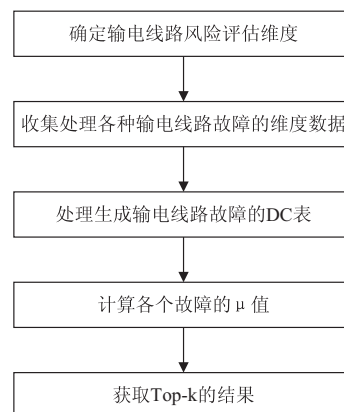 确定输电线路风险评估维度
收集处理各种输电线路故障的维度数据
处理生成输电线路故障的DC表
计算各个故障的μ值
获取Top-k的结果